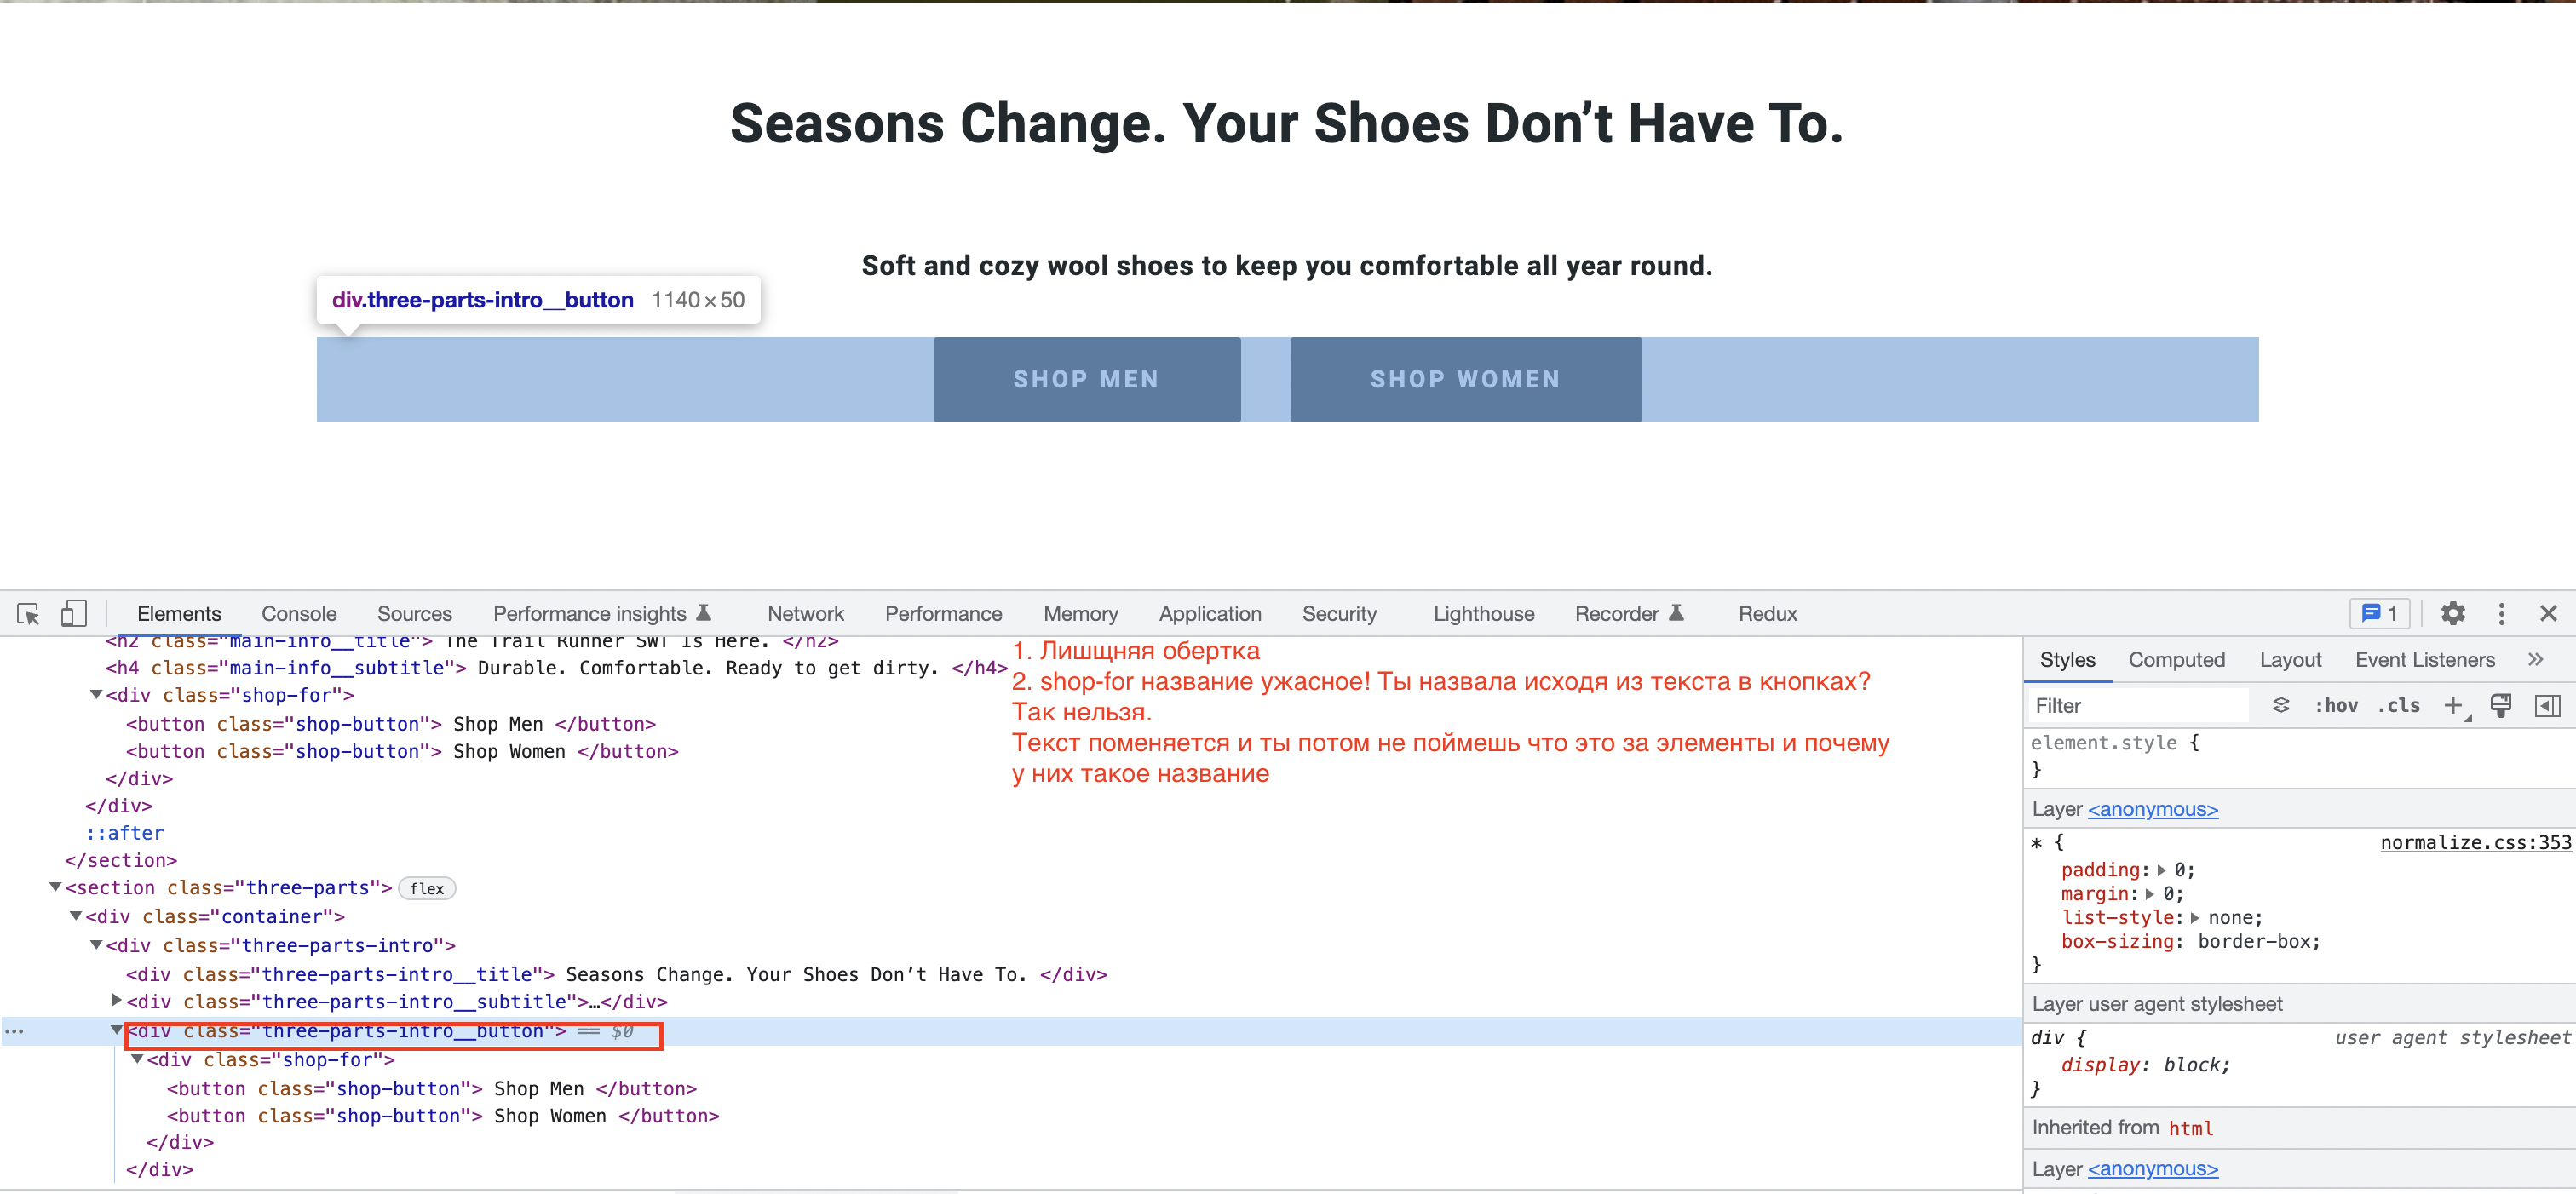 Seasons Change. Your Shoes Don’t Have To.
Soft and cozy wool shoes to keep you comfortable all year round.
div.three-parts-intro__button 1140×50
SHOP MEN SHOP WOMEN
Elements Console Sources Performance insights Network Performance Memory Application Security Lighthouse Recorder Redux 1
<h2 class="main-info__title"> The Trail Runner SWT Is Here. </h2>
<h4 class="main-info__subtitle"> Durable. Comfortable. Ready to get dirty. </h4>
<div class="shop-for">
<button class="shop-button"> Shop Men </button>
<button class="shop-button"> Shop Women </button>
</div>
</div>
::after
</section>
<section class="three-parts"> flex
<div class="container">
<div class="three-parts-intro">
<div class="three-parts-intro__title"> Seasons Change. Your Shoes Don’t Have To. </div>
<div class="three-parts-intro__subtitle">…</div>
<div class="three-parts-intro__button"> == $0
<div class="shop-for">
<button class="shop-button"> Shop Men </button>
<button class="shop-button"> Shop Women </button>
</div>
</div>
1. Лишщняя обертка
2. shop-for название ужасное! Ты назвала исходя из текста в кнопках?
Так нельзя.
Текст поменяется и ты потом не поймешь что это за элементы и почему
у них такое название
Styles Computed Layout Event Listeners »
Filter :hov .cls +
element.style {
}
Layer <anonymous>
* { normalize.css:353
padding: 0;
margin: 0;
list-style: none;
box-sizing: border-box;
}
Layer user agent stylesheet
div { user agent stylesheet
display: block;
}
Inherited from html
Layer <anonymous>